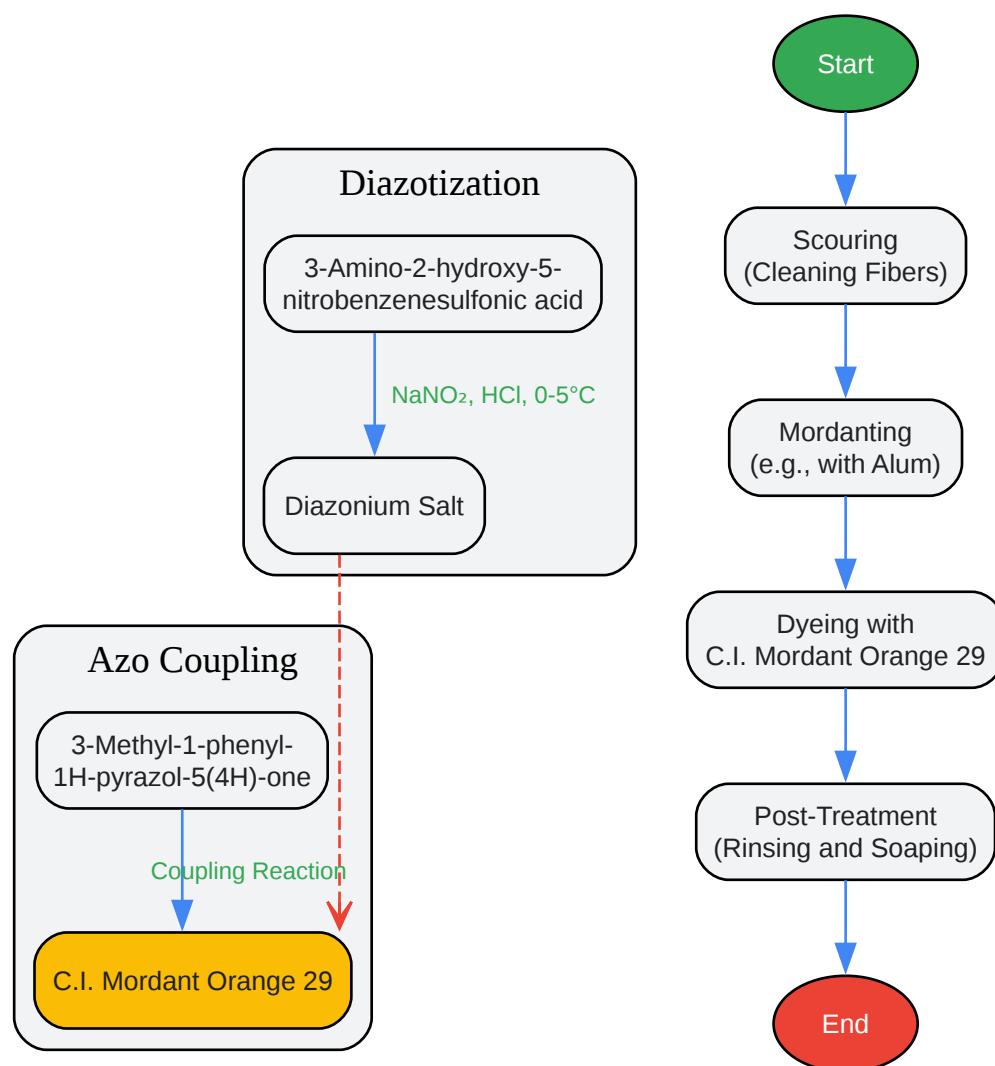 Diazotization
3-Amino-2-hydroxy-5-
nitrobenzenesulfonic acid
NaNO₂, HCl, 0-5°C
Diazonium Salt
Azo Coupling
3-Methyl-1-phenyl-
1H-pyrazol-5(4H)-one
Coupling Reaction
C.I. Mordant Orange 29
Start
Scouring
(Cleaning Fibers)
Mordanting
(e.g., with Alum)
Dyeing with
C.I. Mordant Orange 29
Post-Treatment
(Rinsing and Soaping)
End